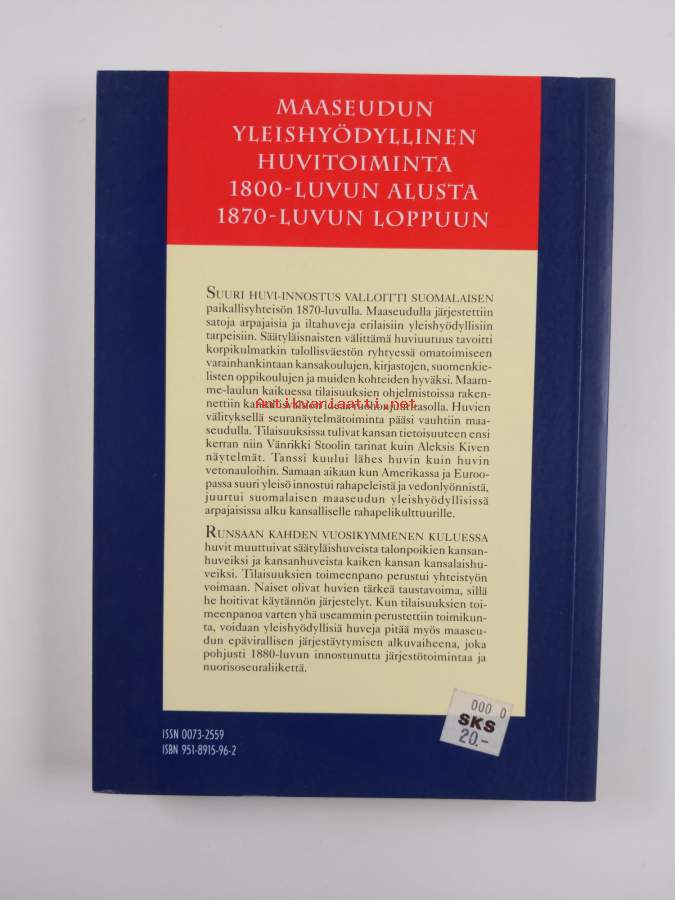 MAASEUDUN
YLEISHYÖDYLLINEN
HUVITOIMINTA
1800-LUVUN ALUSTA
1870-LUVUN LOPPUUN
SUURI HUVI-INNOSTUS VALLOITTI SUOMALAISEN
paikallisyhteisön 1870-luvulla. Maaseudulla järjestettiin
satoja arpajaisia ja iltahuveja erilaisiin yleishyödyllisiin
tarpeisiin. Säätyläisnaisten välittämä huviuutuus tavoitti
korpikulmatkin talollisväestön ryhtyessä omatoimiseen
varainhankintaan kansakoulujen, kirjastojen, suomenkie-
listen oppikoulujen ja muiden kohteiden hyväksi. Maam-
me-laulun kaikuessa tilaisuuksien ohjelmistoissa raken-
nettiin
Antikvariaatti.net
välityksellä seuranäytelmätoiminta pääsi vauhtiin maa-
seudulla. Tilaisuuksissa tulivat kansan tietoisuuteen ensi
kerran niin Vänrikki Stoolin tarinat kuin Aleksis Kiven
näytelmät. Tanssi kuului lähes huvin kuin huvin
vetonauloihin. Samaan aikaan kun Amerikassa ja Euroo-
passa suuri yleisö innostui rahapeleistä ja vedonlyönnistä,
juurtui suomalaisen maaseudun yleishyödyllisissä
arpajaisissa alku kansalliselle rahapelikulttuurille.
RUNSAAN KAHDEN VUOSIKYMMENEN KULUESSA
huvit muuttuivat säätyläishuveista talonpoikien kansan-
huveiksi ja kansanhuveista kaiken kansan kansalaishu-
veiksi. Tilaisuuksien toimeenpano perustui yhteistyön
voimaan. Naiset olivat huvien tärkeä taustavoima, sillä
he hoitivat käytännön järjestelyt. Kun tilaisuuksien toi-
meenpanoa varten yhä useammin perustettiin toimikun-
ta, voidaan yleishyödyllisiä huveja pitää myös maaseu-
dun epävirallisen järjestäytymisen alkuvaiheena, joka
pohjusti 1880-luvun innostunutta järjestötoimintaa ja
nuorisoseuraliikettä.
000 0
SKS
20.-
ISSN 0073-2559
ISBN 951-8915-96-2